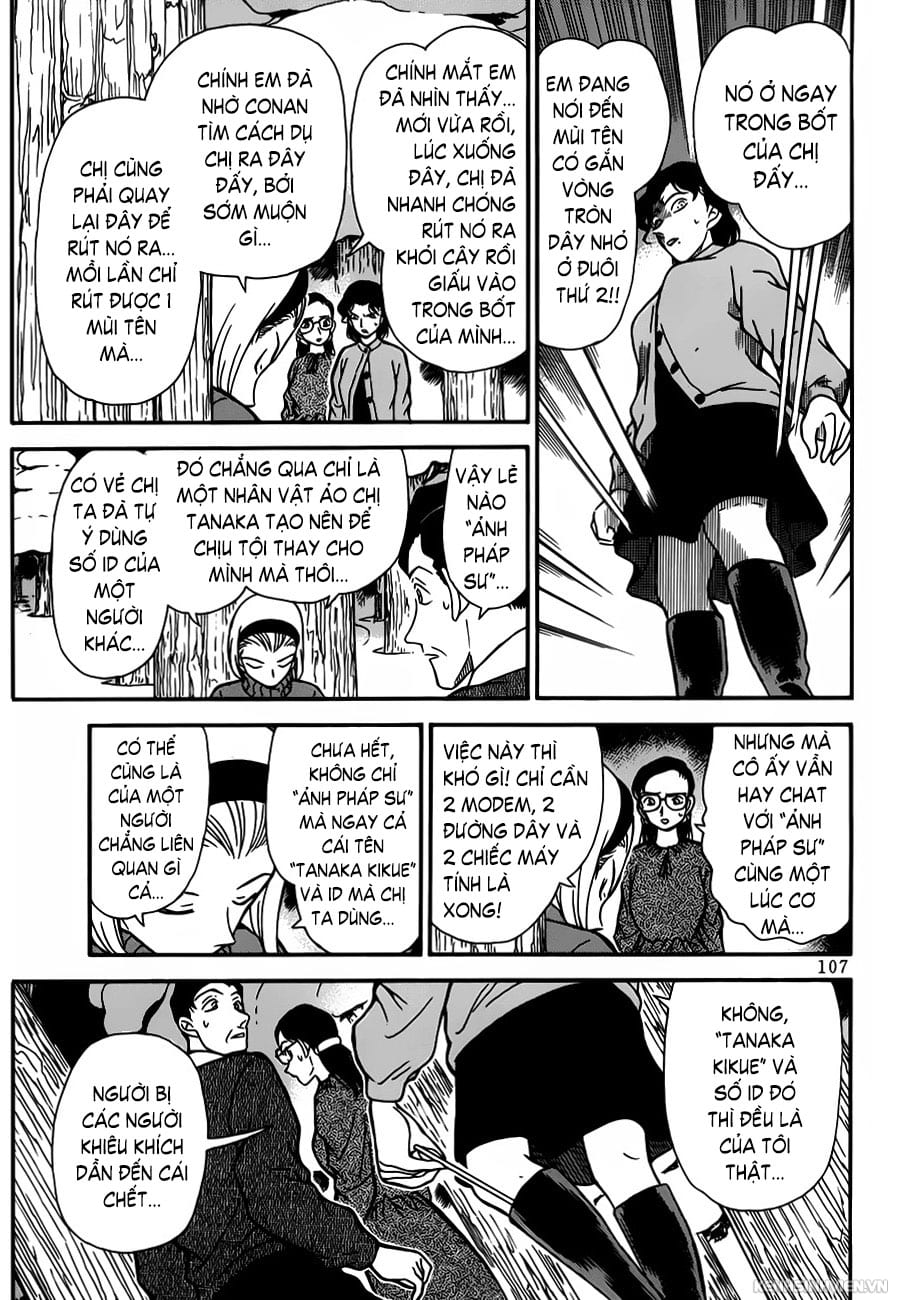 NÓ Ở NGAY
TRONG BỐT
CỦA CHỊ
ĐẤY...
EM ĐANG
NÓI ĐẾN
MŨI TÊN
CÓ GẮN
VÒNG
TRÒN
DÂY NHỎ
Ở ĐUÔI
THỨ 2!!
CHÍNH MẮT EM
ĐÃ NHÌN THẤY...
MỚI VỪA RỒI,
LÚC XUỐNG
ĐÂY, CHỊ ĐÃ
NHANH CHÓNG
RÚT NÓ RA
KHỎI CÂY RỒI
GIẤU VÀO
TRONG BỐT
CỦA MÌNH.
CHÍNH EM ĐÃ
NHỜ CONAN
TÌM CÁCH DỤ
CHỊ RA ĐÂY
ĐẤY, BỞI
SỚM MUỘN
GÌ...
CHỊ CŨNG
PHẢI QUAY
LẠI ĐÂY ĐỂ
RÚT NÓ RA...
MỖI LẦN CHỈ
RÚT ĐƯỢC 1
MŨI TÊN
MÀ...
VẬY LẼ
NÀO
“ẢNH
PHÁP
SƯ”...
ĐÓ CHẲNG QUA CHỈ LÀ
MỘT NHÂN VẬT ẢO CHỊ
TANAKA TẠO NÊN ĐỂ
CHỊU TỘI THAY CHO
MÌNH MÀ THÔI...
CÓ VẺ CHỊ
TA ĐÃ TỰ
Ý DÙNG
SỐ ID CỦA
MỘT
NGƯỜI
KHÁC...
NHƯNG MÀ
CÔ ẤY VẪN
HAY CHAT
VỚI “ẢNH
PHÁP SƯ”
CÙNG MỘT
LÚC CƠ
MÀ...
VIỆC NÀY THÌ
KHÓ GÌ! CHỈ CẦN
2 MODEM, 2
ĐƯỜNG DÂY VÀ
2 CHIẾC MÁY
TÍNH LÀ
XONG!
CHƯA HẾT,
KHÔNG CHỈ
“ẢNH PHÁP SƯ”
MÀ NGAY CẢ
CÁI TÊN
“TANAKA KIKUE”
VÀ ID MÀ CHỊ
TA DÙNG...
CÓ THỂ
CŨNG LÀ
CỦA MỘT
NGƯỜI
CHẲNG LIÊN
QUAN GÌ
CẢ...
107
KHÔNG,
“TANAKA
KIKUE” VÀ
SỐ ID ĐÓ
THÌ ĐỀU LÀ
CỦA TÔI
THẬT...
NGƯỜI BỊ
CÁC NGƯỜI
KHIÊU KHÍCH
DẪN ĐẾN CÁI
CHẾT...